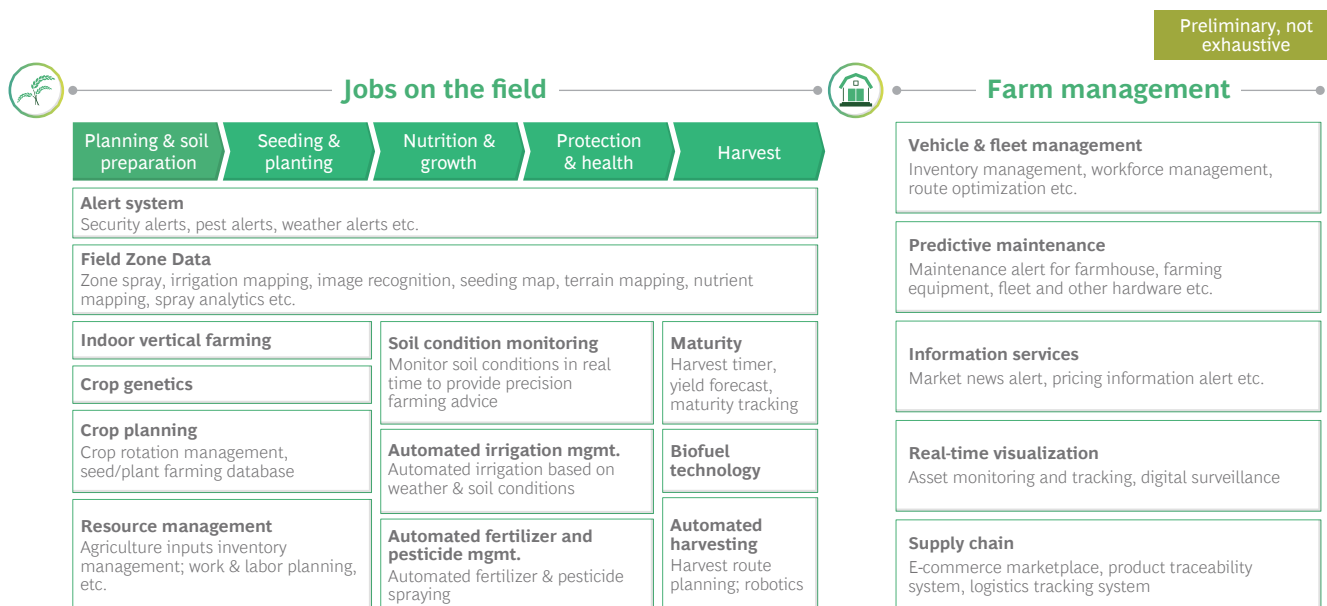 Preliminary, not
exhaustive
Jobs on the field
Planning & soil
preparation
Seeding &
planting
Nutrition &
growth
Protection
& health
Harvest
Alert system
Security alerts, pest alerts, weather alerts etc.
Field Zone Data
Zone spray, irrigation mapping, image recognition, seeding map, terrain mapping, nutrient
mapping, spray analytics etc.
Indoor vertical farming
Crop genetics
Crop planning
Crop rotation management,
seed/plant farming database
Resource management
Agriculture inputs inventory
management; work & labor planning,
etc.
Soil condition monitoring
Monitor soil conditions in real
time to provide precision
farming advice
Automated irrigation mgmt.
Automated irrigation based on
weather & soil conditions
Automated fertilizer and
pesticide mgmt.
Automated fertilizer & pesticide
spraying
Maturity
Harvest timer,
yield forecast,
maturity tracking
Biofuel
technology
Automated
harvesting
Harvest route
planning; robotics
Farm management
Vehicle & fleet management
Inventory management, workforce management,
route optimization etc.
Predictive maintenance
Maintenance alert for farmhouse, farming
equipment, fleet and other hardware etc.
Information services
Market news alert, pricing information alert etc.
Real-time visualization
Asset monitoring and tracking, digital surveillance
Supply chain
E-commerce marketplace, product traceability
system, logistics tracking system